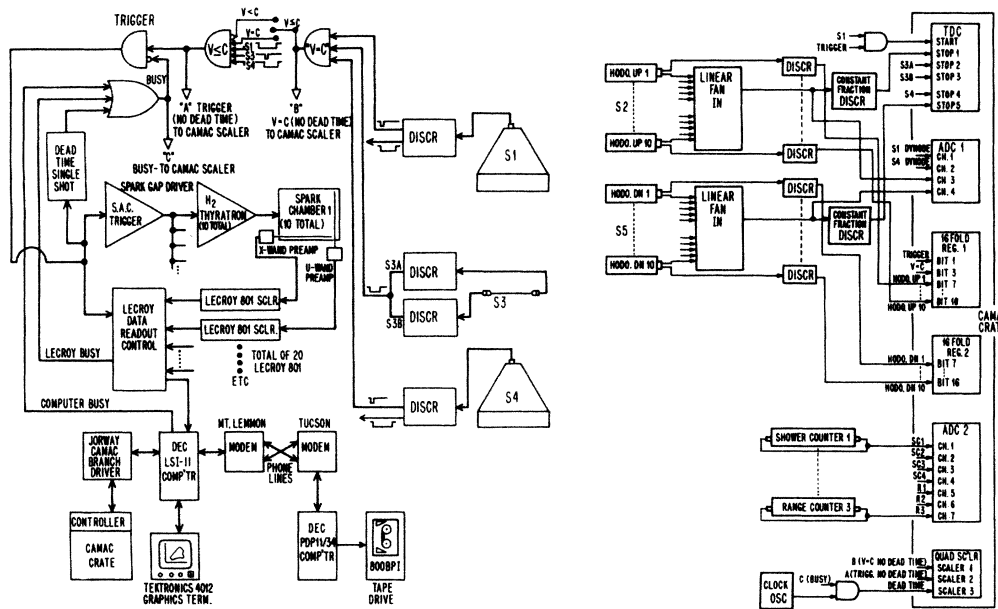 TRIGGER
BUSY
V≤C
V<C
V≤C
V=C
S1
"V=C"
"A" TRIGGER
(NO DEAD TIME)
TO CAMAC SCALER
"B"
V=C (NO DEAD TIME)
TO CAMAC SCALER
"C"
BUSY- TO CAMAC SCALER
DEAD
TIME
SINGLE
SHOT
SPARK GAP DRIVER
S.A.C.
TRIGGER
H2
THYRATRON
(10 TOTAL)
SPARK
CHAMBER 1
(10 TOTAL)
X-WAND PREAMP
U-WAND
PREAMP
LECROY 801 SCLR.
LECROY 801 SCLR.
TOTAL OF 20
LECROY 801
ETC
LECROY
DATA
READOUT
CONTROL
LECROY BUSY
COMPUTER BUSY
DISCR
S1
S3A
DISCR
S3B
DISCR
S3
DISCR
S4
JORWAY
CAMAC
BRANCH
DRIVER
DEC
LSI-11
COMP'TR
MT. LEMMON
MODEM
PHONE
LINES
TUCSON
MODEM
CONTROLLER
CAMAC
CRATE
TEKTRONICS 4012
GRAPHICS TERM.
DEC
PDP11/34
COMP'TR
800BPI
TAPE
DRIVE
HODO. UP 1
S2
HODO. UP 10
LINEAR
FAN
IN
DISCR
DISCR
CONSTANT
FRACTION
DISCR
HODO. DN 1
S5
HODO. DN 10
LINEAR
FAN
IN
DISCR
DISCR
CONSTANT
FRACTION
DISCR
S1
TRIGGER
TDC
START
STOP 1
S3A STOP 2
S3B STOP 3
S4 STOP 4
STOP 5
ADC 1
S1 DYNODE CH. 1
S4 DYNODE CH. 2
CH. 3
CH. 4
16 FOLD
REG. 1
TRIGGER BIT 1
V-C BIT 3
HODO. UP 1 BIT 7
HODO. UP 10 BIT 16
CAMAC
CRATE
16 FOLD
REG. 2
HODO. DN 1 BIT 7
HODO. DN 10 BIT 16
SHOWER COUNTER 1
RANGE COUNTER 3
ADC 2
SC1 CH. 1
SC2 CH. 2
SC3 CH. 3
SC4 CH. 4
R1 CH. 5
R2 CH. 6
R3 CH. 7
QUAD SC'LR
B (V-C NO DEAD TIME) SCALER 1
A (TRIGG. NO DEAD TIME) SCALER 2
DEAD TIME SCALER 3
C (BUSY)
CLOCK
OSC